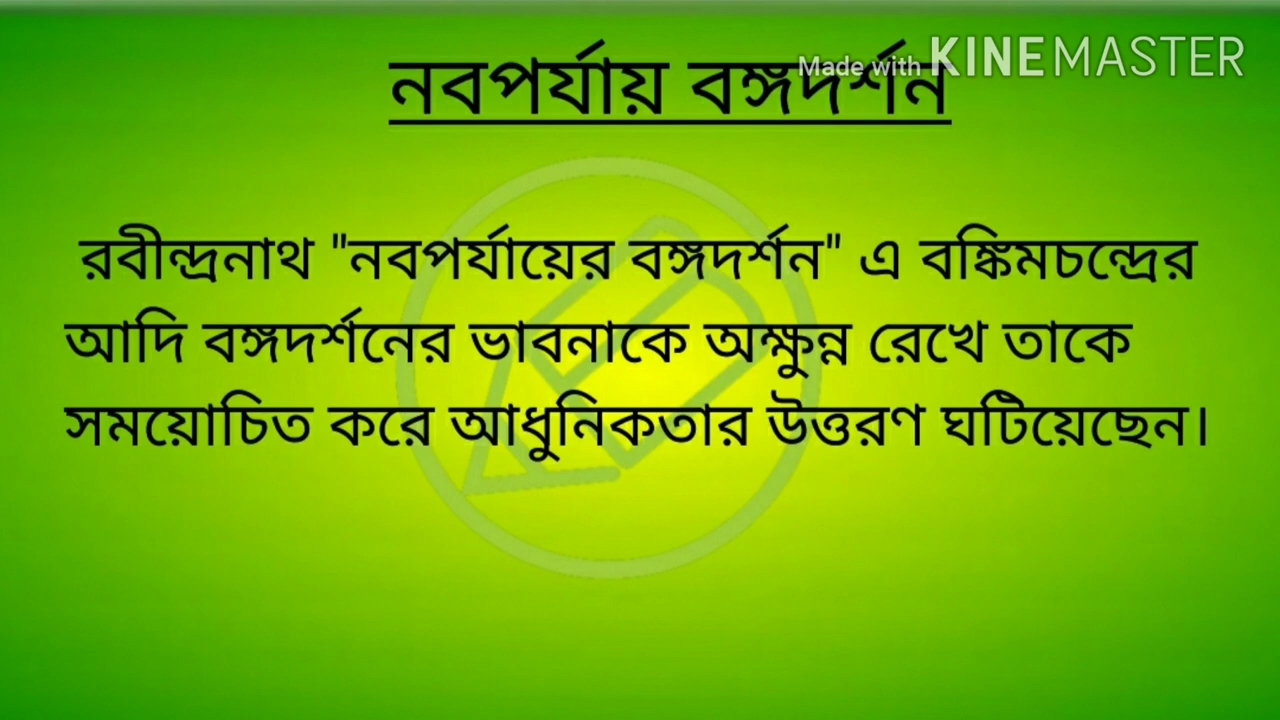 নবপর্যায় বঙ্গদর্শন
Made with KINEMASTER
রবীন্দ্রনাথ "নবপর্যায়ের বঙ্গদর্শন" এ বঙ্কিমচন্দ্রের
আদি বঙ্গদর্শনের ভাবনাকে অক্ষুন্ন রেখে তাকে
সময়োচিত করে আধুনিকতার উত্তরণ ঘটিয়েছেন।